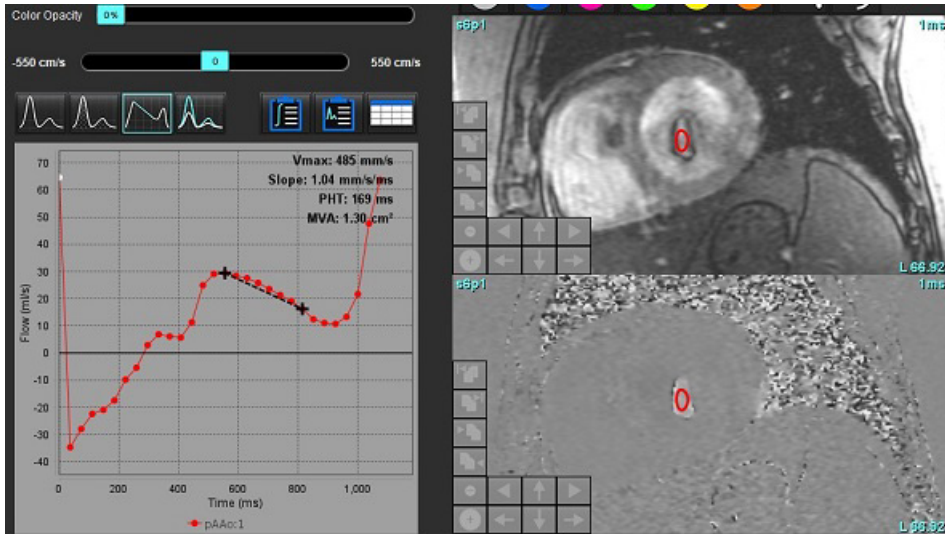 Color Opacity 0%
-550 cm/s 0 550 cm/s
Vmax: 485 mm/s
Slope: 1.04 mm/s/ms
PHT: 169 ms
MVA: 1.30 cm²
70
60
50
40
30
20
10
0
-10
-20
-30
-40
Flow (ml/s)
0 200 400 600 800 1,000
Time (ms)
pAAo:1
s6p1 1ms
L 66.92
s6p1 1ms
L 66.92